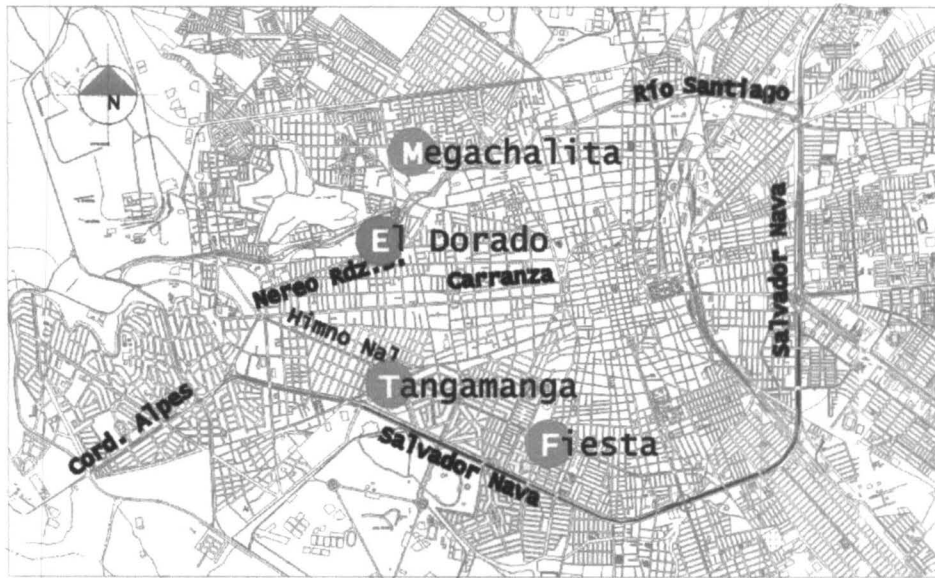 Río Santiago
N
Megachalita
El Dorado
Nereo Rdz.B.
Carranza
Salvador Nava
Himno Nal
Tangamanga
Cord. Alpes
Salvador Nava
Fiesta